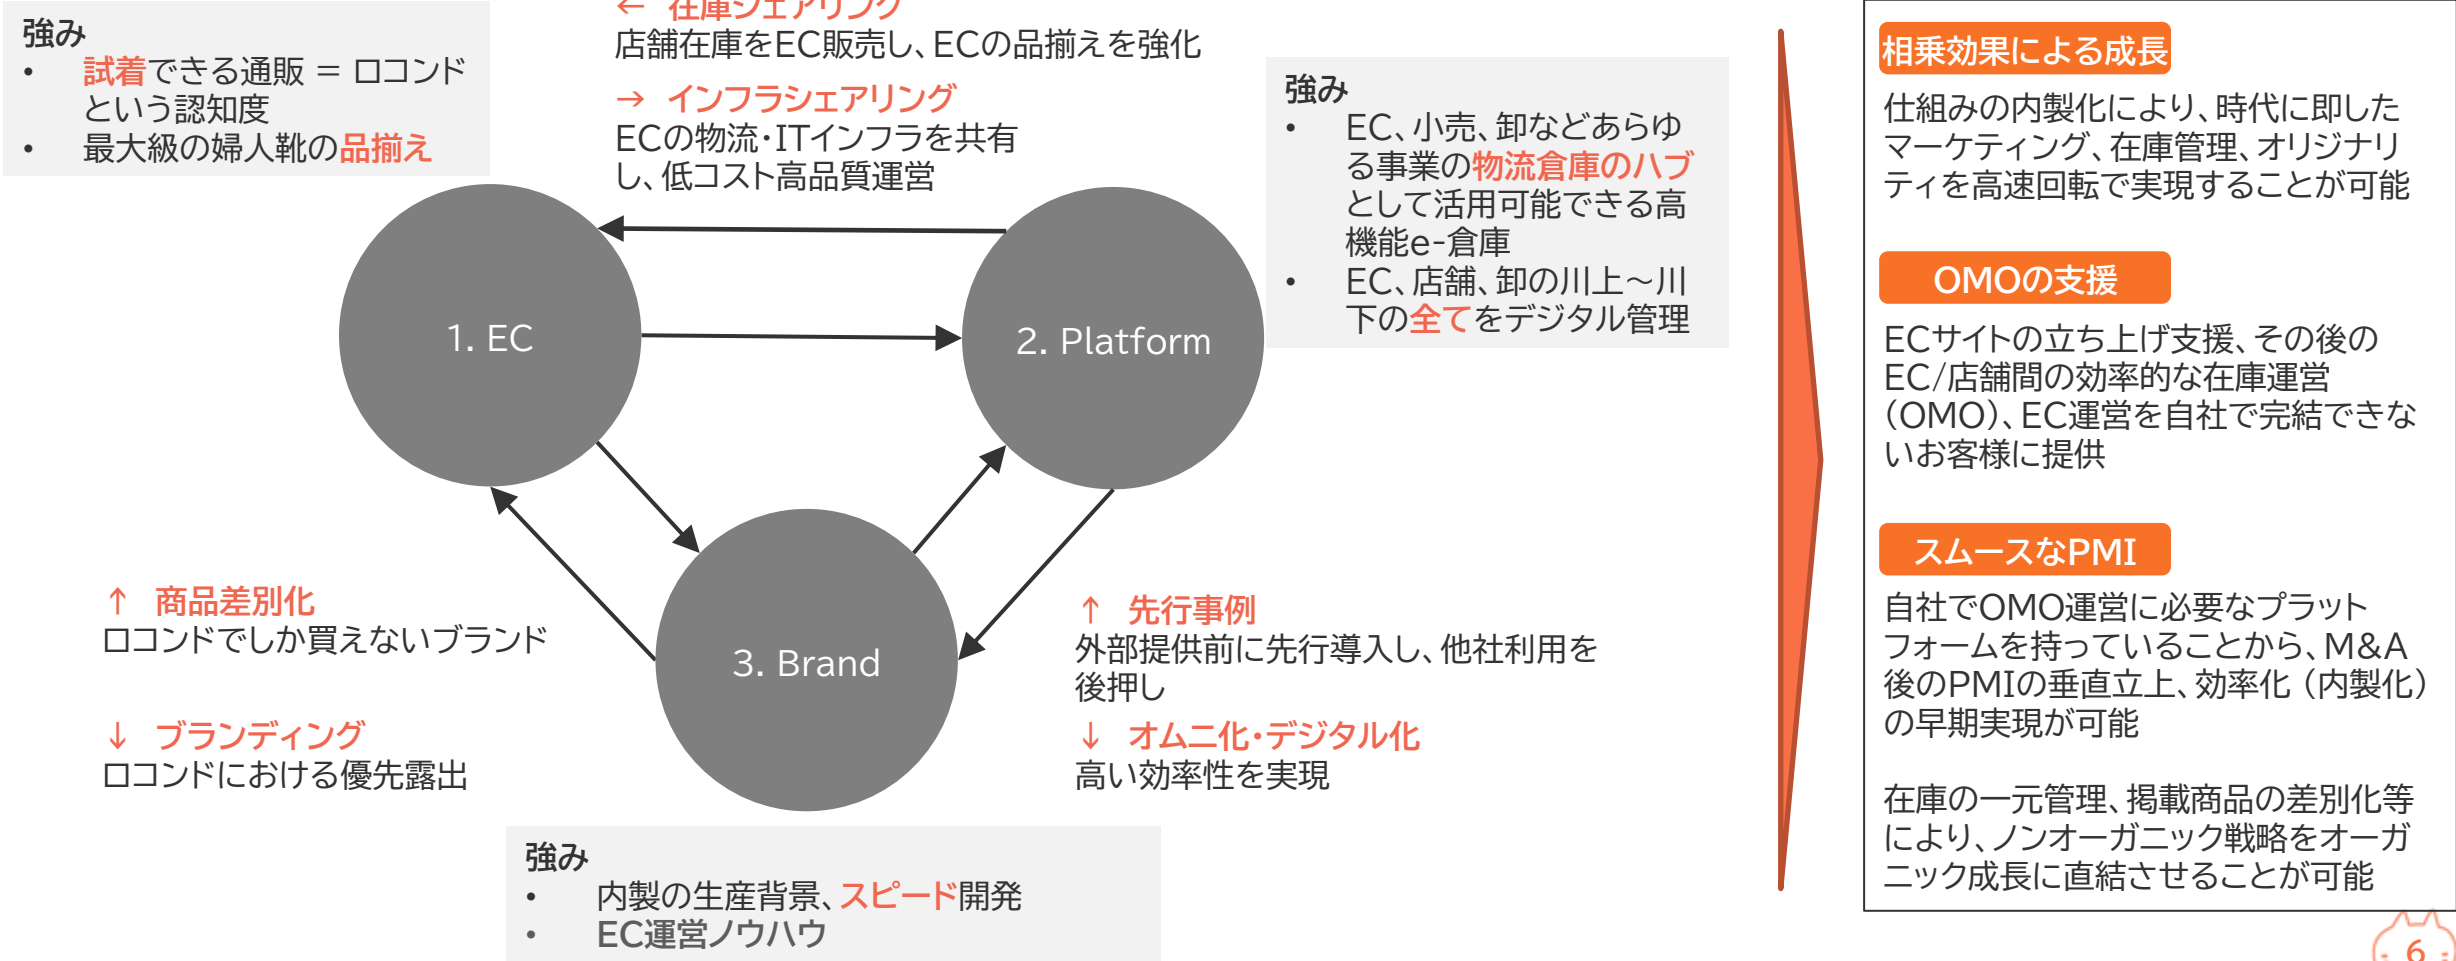 強み
• 試着できる通販 = ロコンド
という認知度
• 最大級の婦人靴の品揃え
← 在庫シェアリング
店舗在庫をEC販売し、ECの品揃えを強化
→ インフラシェアリング
ECの物流・ITインフラを共有
し、低コスト高品質運営
強み
• EC、小売、卸などあらゆ
る事業の物流倉庫のハブ
として活用可能できる高
機能e-倉庫
• EC、店舗、卸の川上～川
下の全てをデジタル管理
1. EC
2. Platform
3. Brand
↑ 商品差別化
ロコンドでしか買えないブランド
↓ ブランディング
ロコンドにおける優先露出
↑ 先行事例
外部提供前に先行導入し、他社利用を
後押し
↓ オムニ化・デジタル化
高い効率性を実現
強み
• 内製の生産背景、スピード開発
• EC運営ノウハウ
相乗効果による成長
仕組みの内製化により、時代に即した
マーケティング、在庫管理、オリジナリ
ティを高速回転で実現することが可能
OMOの支援
ECサイトの立ち上げ支援、その後の
EC/店舗間の効率的な在庫運営
（OMO）、EC運営を自社で完結できな
いお客様に提供
スムースなPMI
自社でOMO運営に必要なプラット
フォームを持っていることから、M&A
後のPMIの垂直立上、効率化（内製化）
の早期実現が可能
在庫の一元管理、掲載商品の差別化等
により、ノンオーガニック戦略をオーガ
ニック成長に直結させることが可能
6